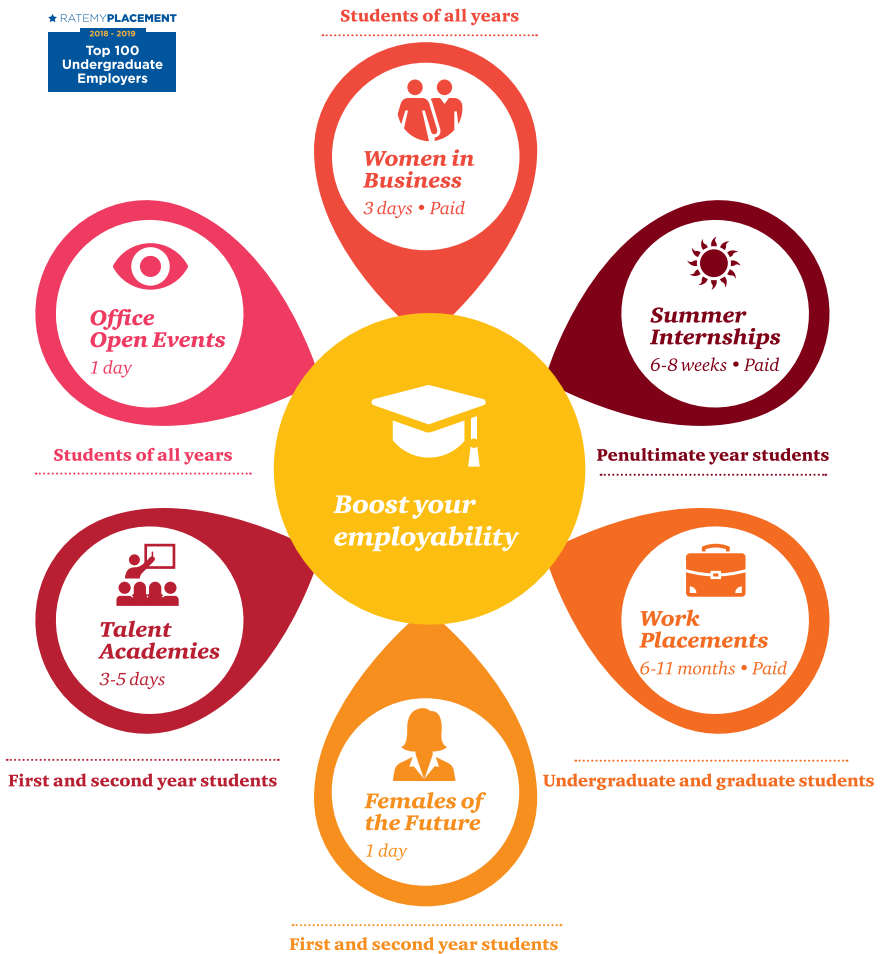 RATEMYPLACEMENT
2018 - 2019
Top 100
Undergraduate
Employers
Students of all years
Women in
Business
3 days • Paid
Office
Open Events
1 day
Students of all years
Summer
Internships
6-8 weeks • Paid
Penultimate year students
Boost your
employability
Talent
Academies
3-5 days
First and second year students
Work
Placements
6-11 months • Paid
Undergraduate and graduate students
Females of
the Future
1 day
First and second year students